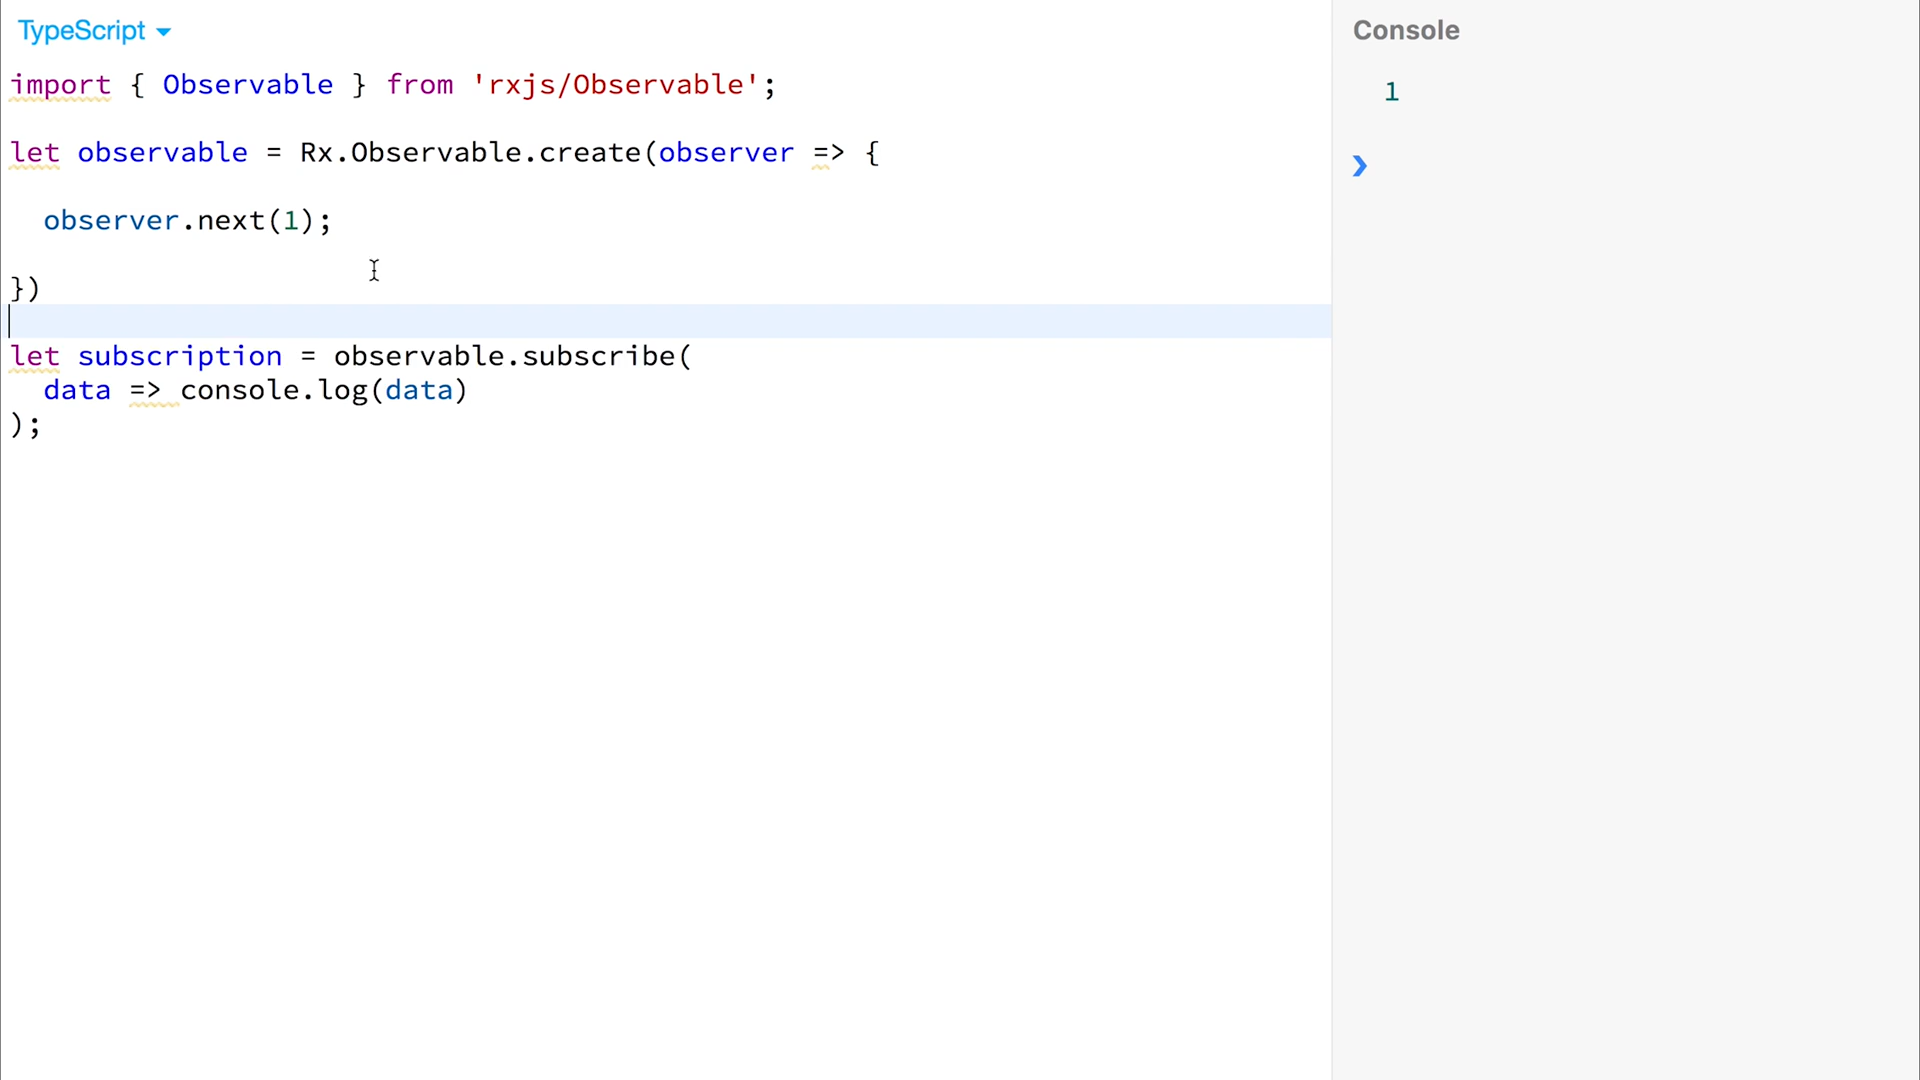 TypeScript
import { Observable } from 'rxjs/Observable';
let observable = Rx.Observable.create(observer => {
  observer.next(1);
})
let subscription = observable.subscribe(
  data => console.log(data)
);
Console
1
❯